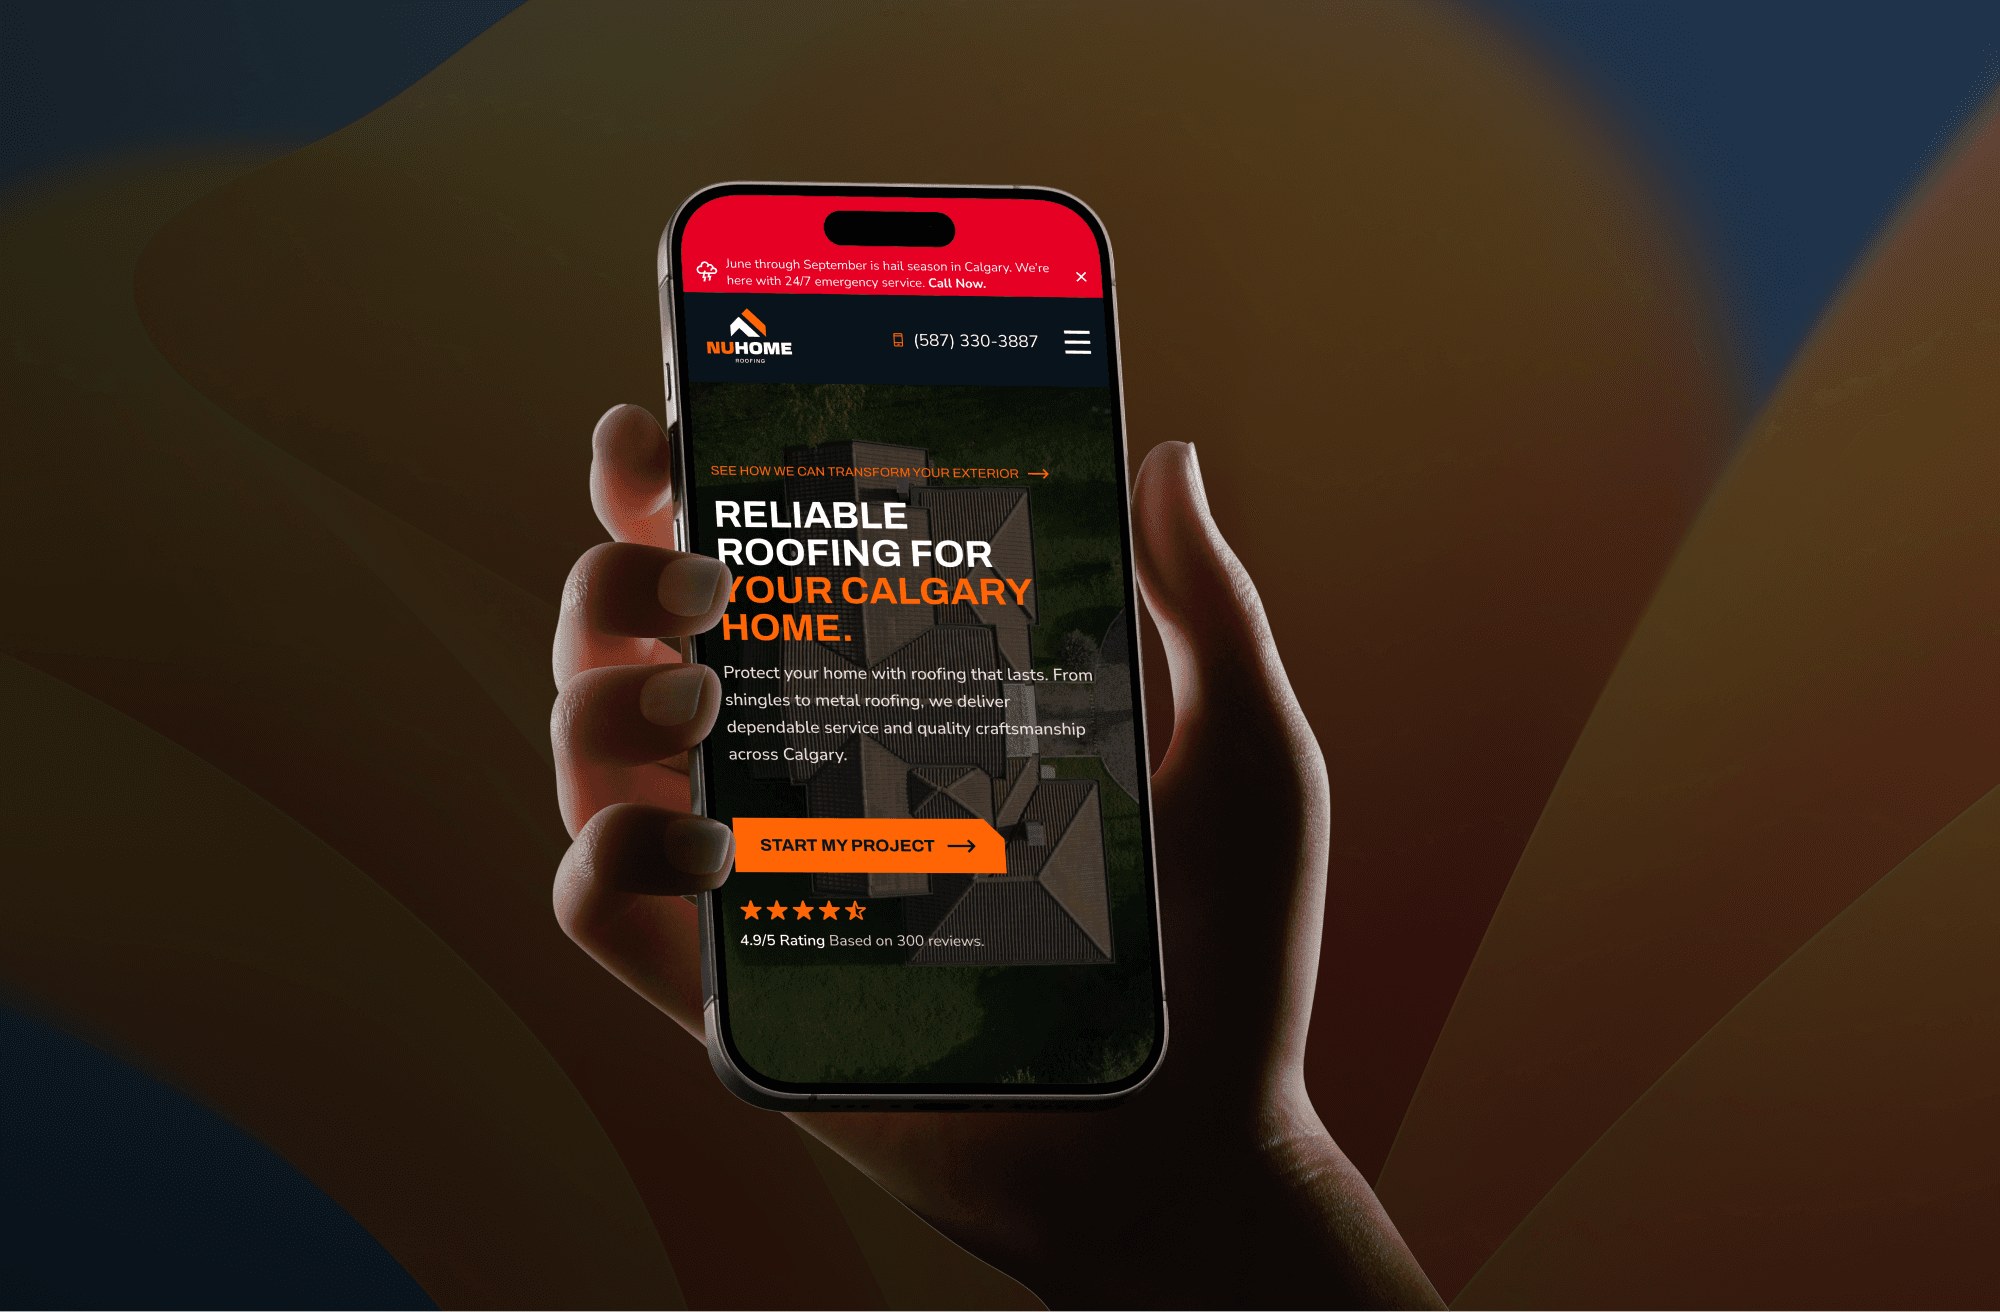 June through September is hail season in Calgary. We're
here with 24/7 emergency service. Call Now.
NUHOME
ROOFING
(587) 330-3887
SEE HOW WE CAN TRANSFORM YOUR EXTERIOR
RELIABLE
ROOFING FOR
YOUR CALGARY
HOME.
Protect your home with roofing that lasts. From
shingles to metal roofing, we deliver
dependable service and quality craftsmanship
across Calgary.
START MY PROJECT
4.9/5 Rating Based on 300 reviews.